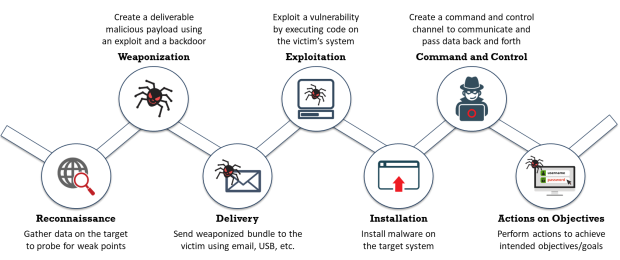 Create a deliverable
malicious payload using
an exploit and a backdoor
Weaponization
Exploit a vulnerability
by executing code on
the victim's system
Exploitation
Create a command and control
channel to communicate and
pass data back and forth
Command and Control
username
password
Reconnaissance
Gather data on the target
to probe for weak points
Delivery
Send weaponized bundle to the
victim using email, USB, etc.
Installation
Install malware on
the target system
Actions on Objectives
Perform actions to achieve
intended objectives/goals